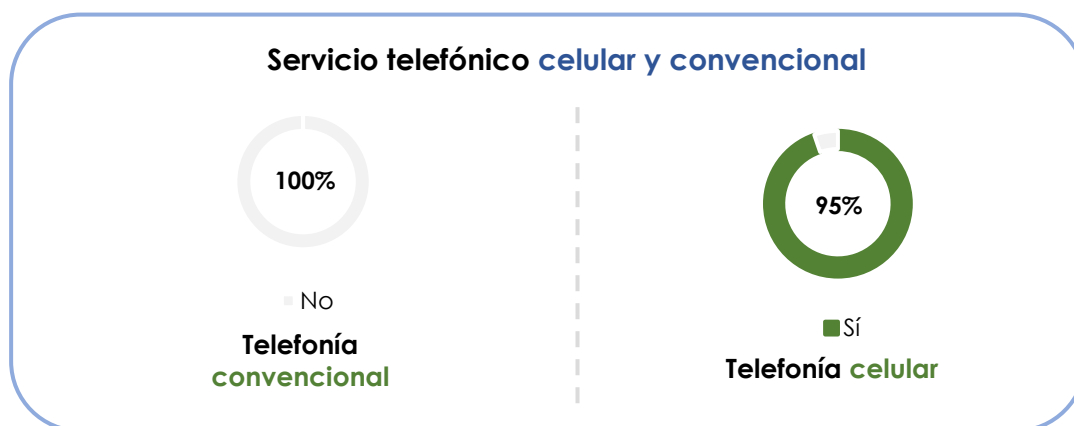 Servicio telefónico celular y convencional
100%
No
Telefonía
convencional
95%
Sí
Telefonía celular